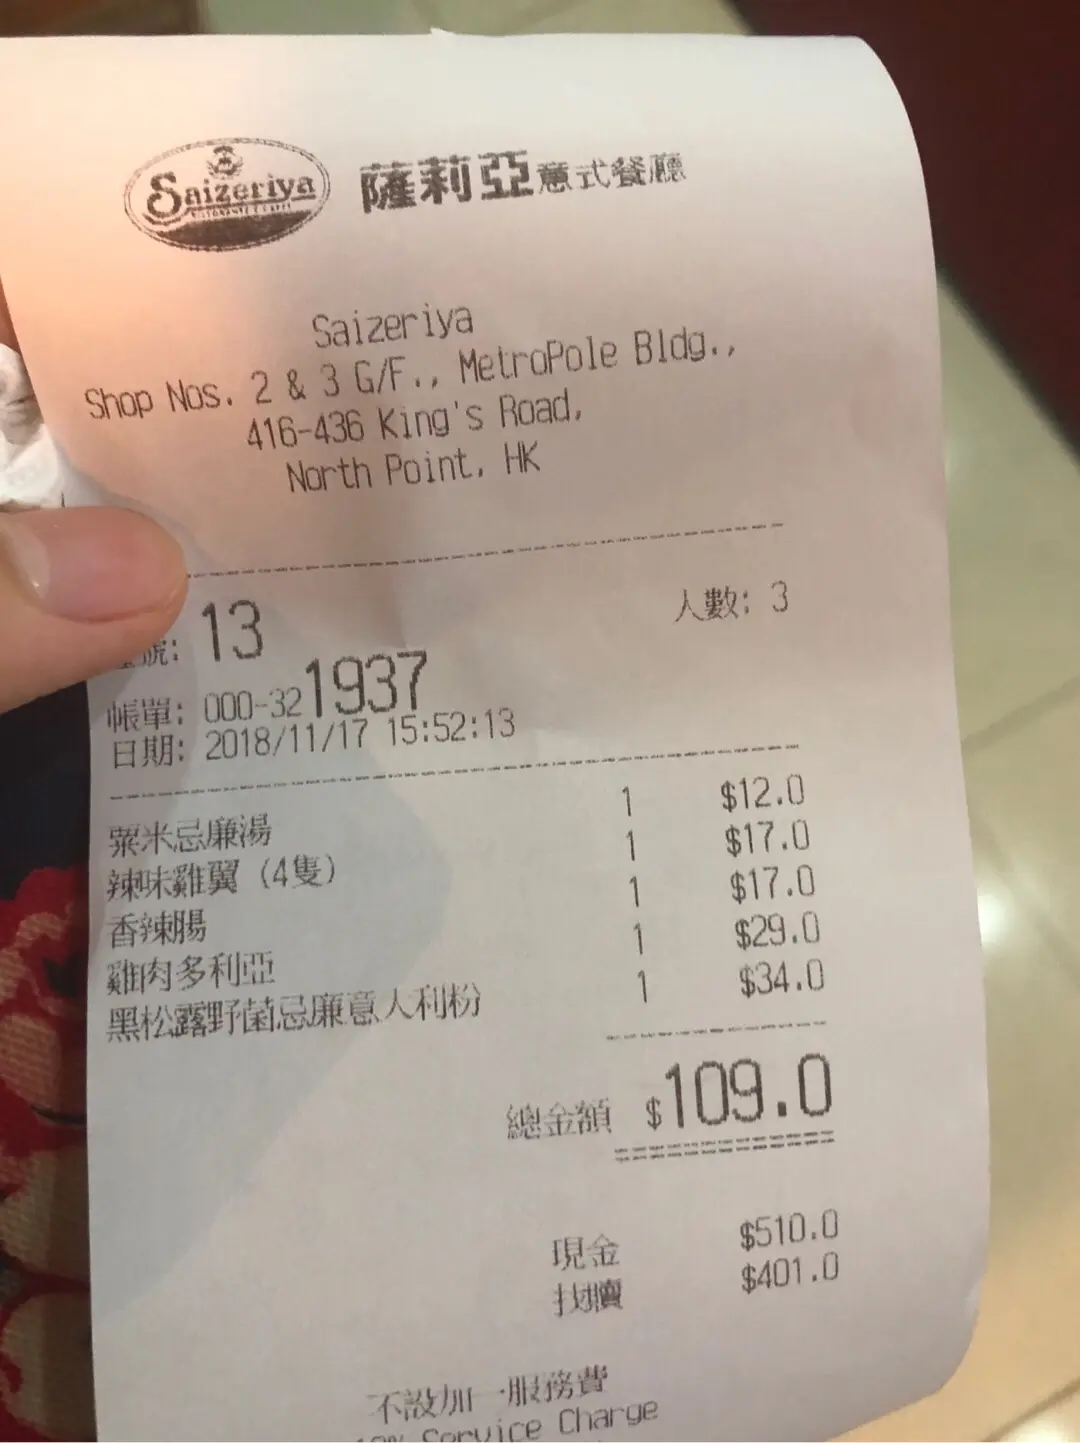 Saizeriya 薩莉亞意式餐廳
Saizeriya
Shop Nos. 2 & 3 G/F., MetroPole Bldg.,
416-436 King's Road,
North Point, HK
號: 13 人數: 3
帳單: 000-321937
日期: 2018/11/17 15:52:13
粟米忌廉湯 1 $12.0
辣味雞翼 (4隻) 1 $17.0
香辣腸 1 $17.0
雞肉多利亞 1 $29.0
黑松露野菌忌廉意大利粉 1 $34.0
總金額 $109.0
現金 $510.0
找贖 $401.0
不設加一服務費
10% Service Charge